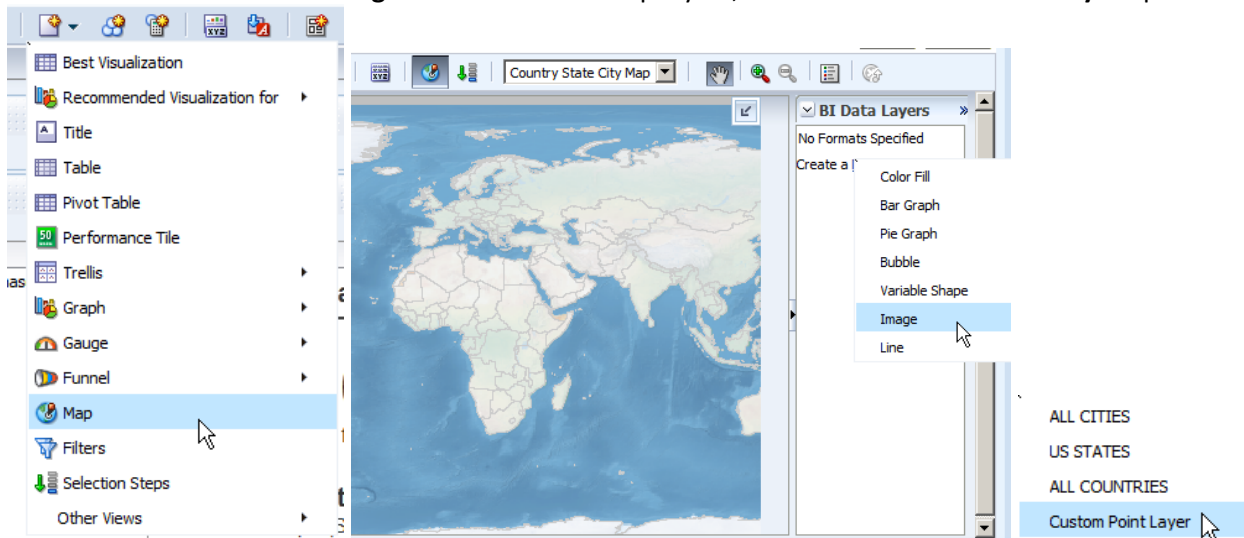 Best Visualization
Recommended Visualization for
Title
Table
Pivot Table
50
Performance Tile
Trellis
Graph
Gauge
Funnel
Map
Filters
Selection Steps
Other Views
Country State City Map
BI Data Layers »
No Formats Specified
Create a
Color Fill
Bar Graph
Pie Graph
Bubble
Variable Shape
Image
Line
ALL CITIES
US STATES
ALL COUNTRIES
Custom Point Layer